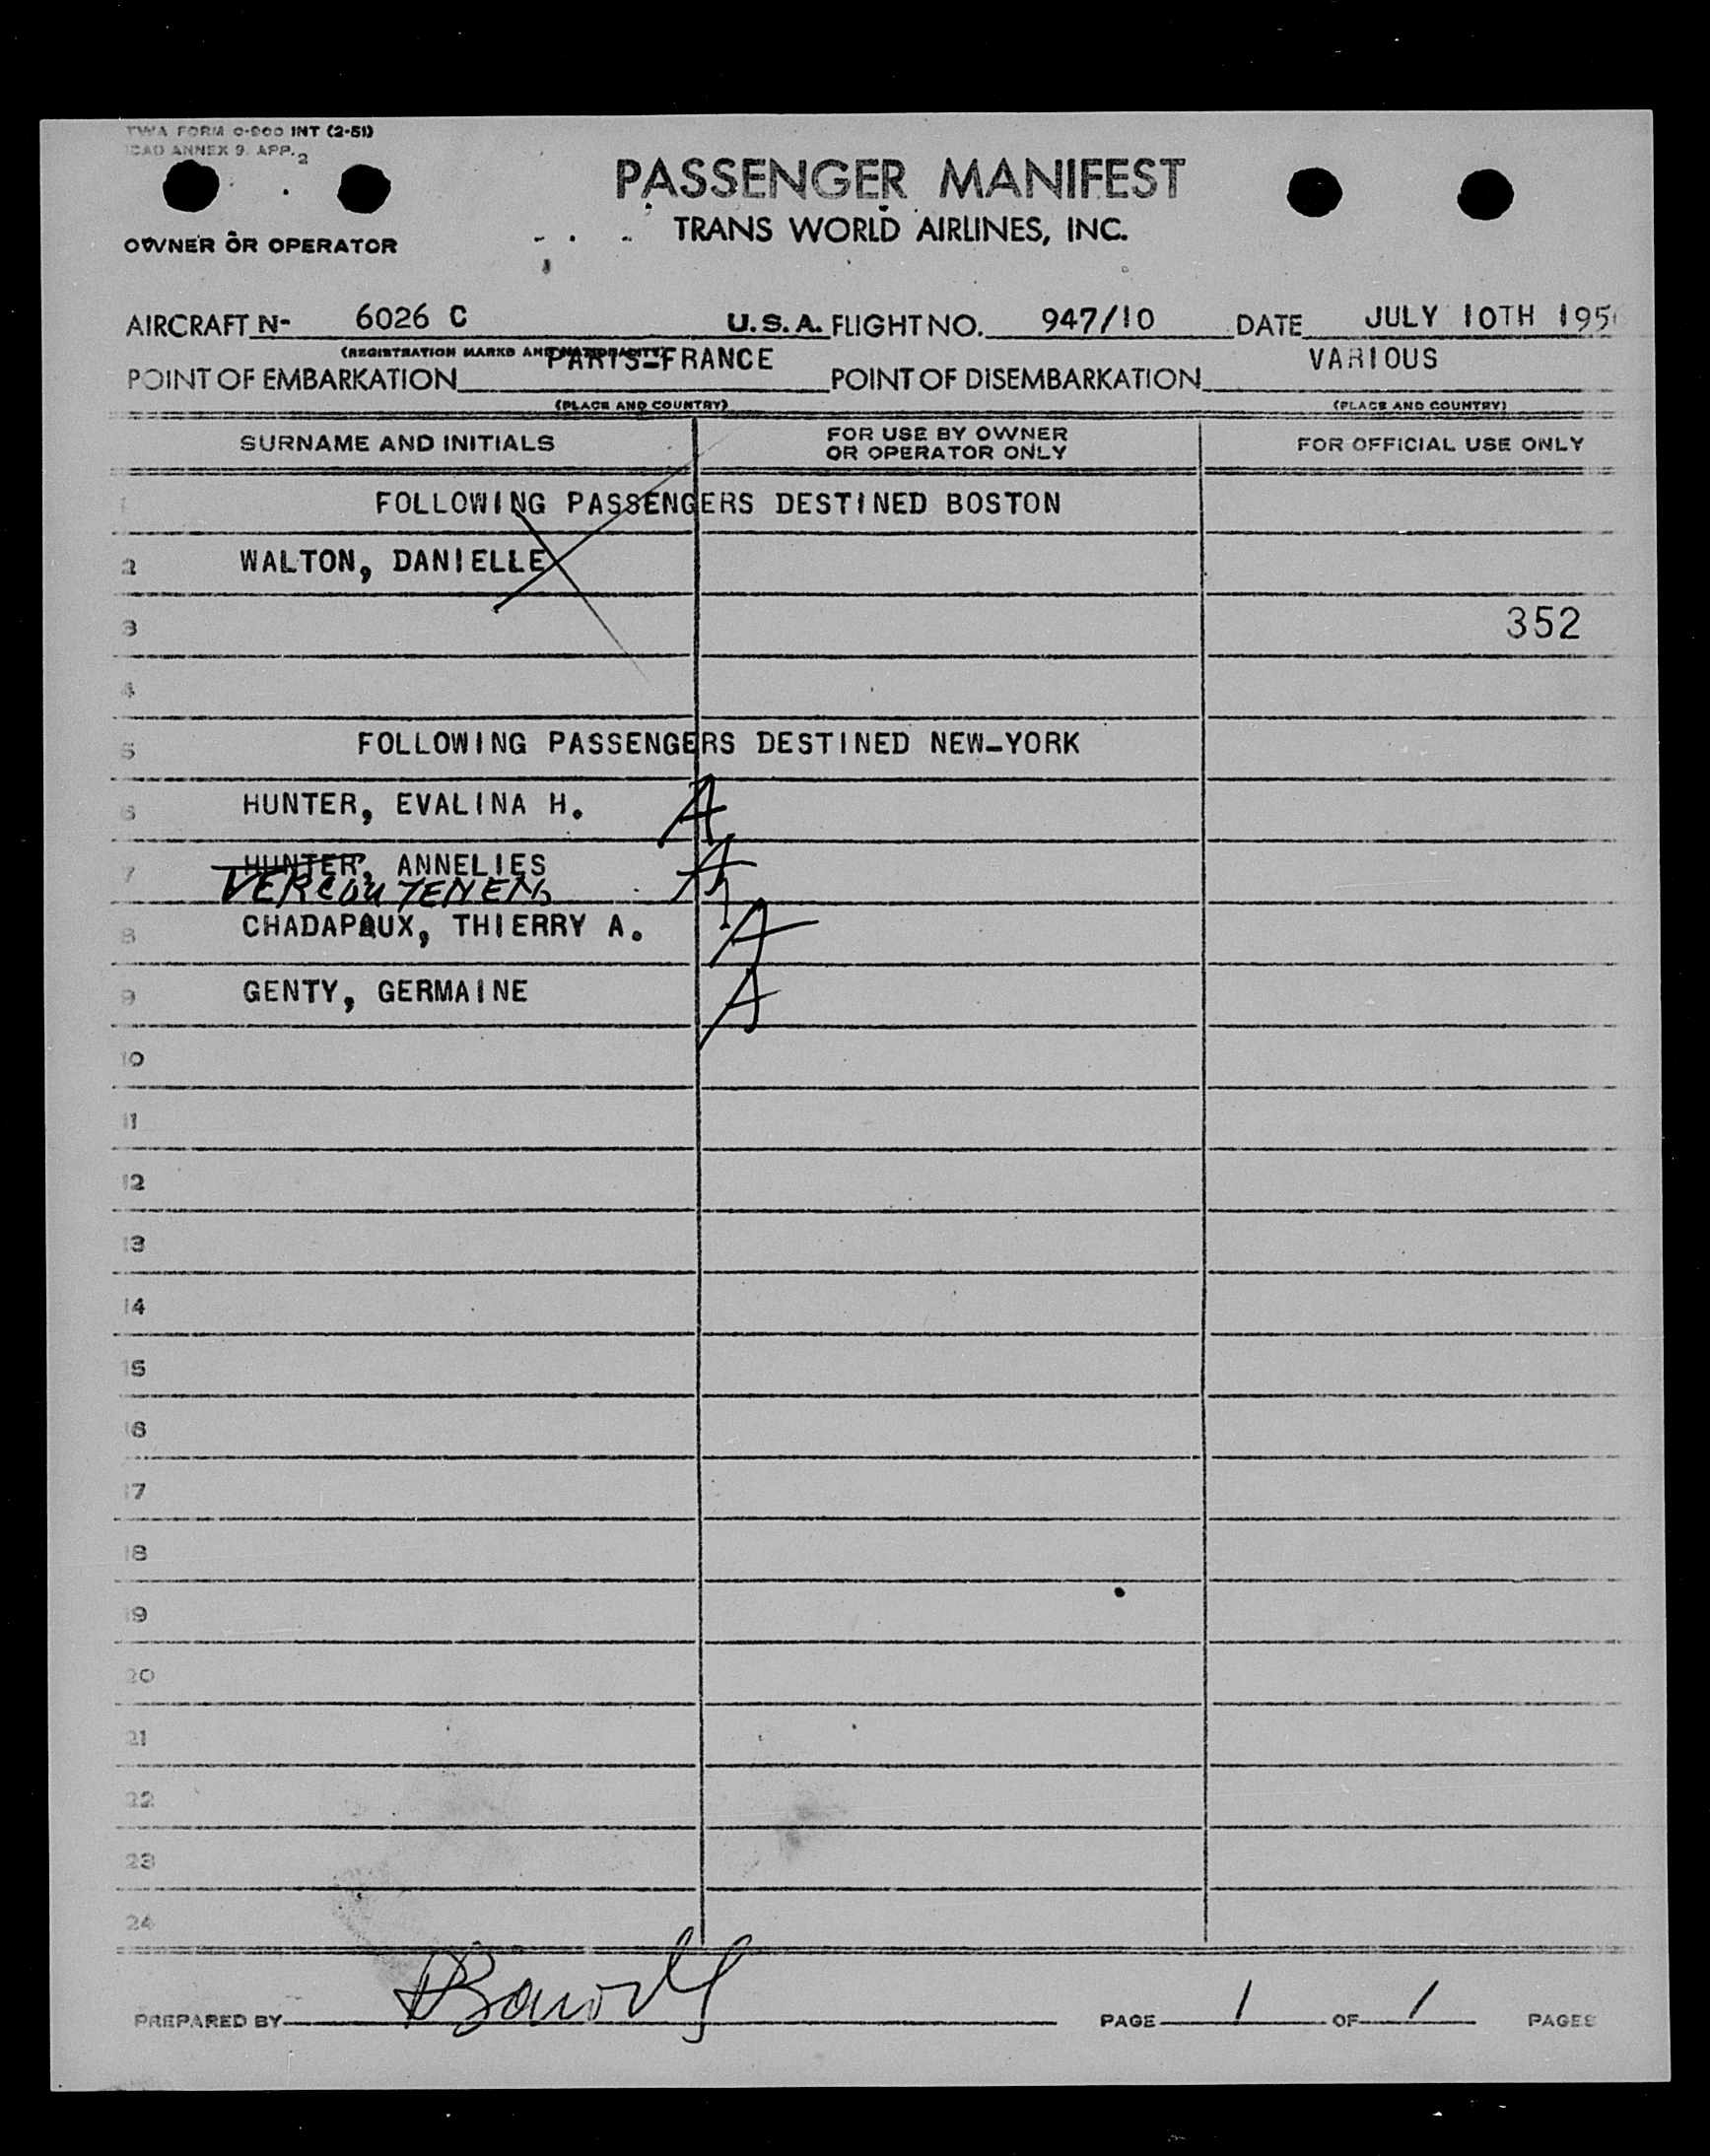 TWA FORM O-900 INT (2-51)
ICAO ANNEX 9. APP. 2
PASSENGER MANIFEST
TRANS WORLD AIRLINES, INC.
OWNER OR OPERATOR
AIRCRAFT N- 6026 C U.S.A. FLIGHT NO. 947/10 DATE JULY 10TH 195
(REGISTRATION MARKS AND NATIONALITY)
POINT OF EMBARKATION PARIS-FRANCE POINT OF DISEMBARKATION VARIOUS
(PLACE AND COUNTRY) (PLACE AND COUNTRY)
SURNAME AND INITIALS FOR USE BY OWNER OR OPERATOR ONLY FOR OFFICIAL USE ONLY
1 FOLLOWING PASSENGERS DESTINED BOSTON
2 WALTON, DANIELLE
3 352
4
5 FOLLOWING PASSENGERS DESTINED NEW-YORK
6 HUNTER, EVALINA H. A
7 HUNTER, ANNELIES A
8 CHADAPAUX, THIERRY A. A
9 GENTY, GERMAINE A
10
11
12
13
14
15
16
17
18
19
20
21
22
23
24
PREPARED BY PAGE 1 OF 1 PAGES